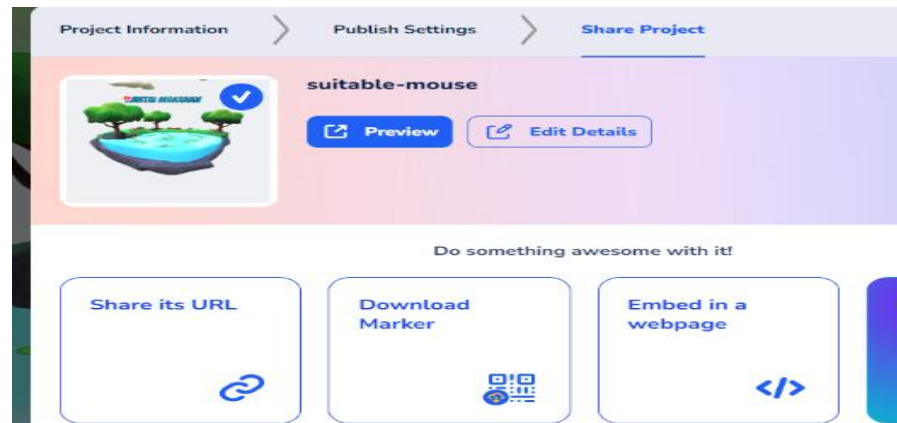 Project Information
Publish Settings
Share Project
suitable-mouse
Preview
Edit Details
Do something awesome with it!
Share its URL
Download
Marker
Embed in a
webpage